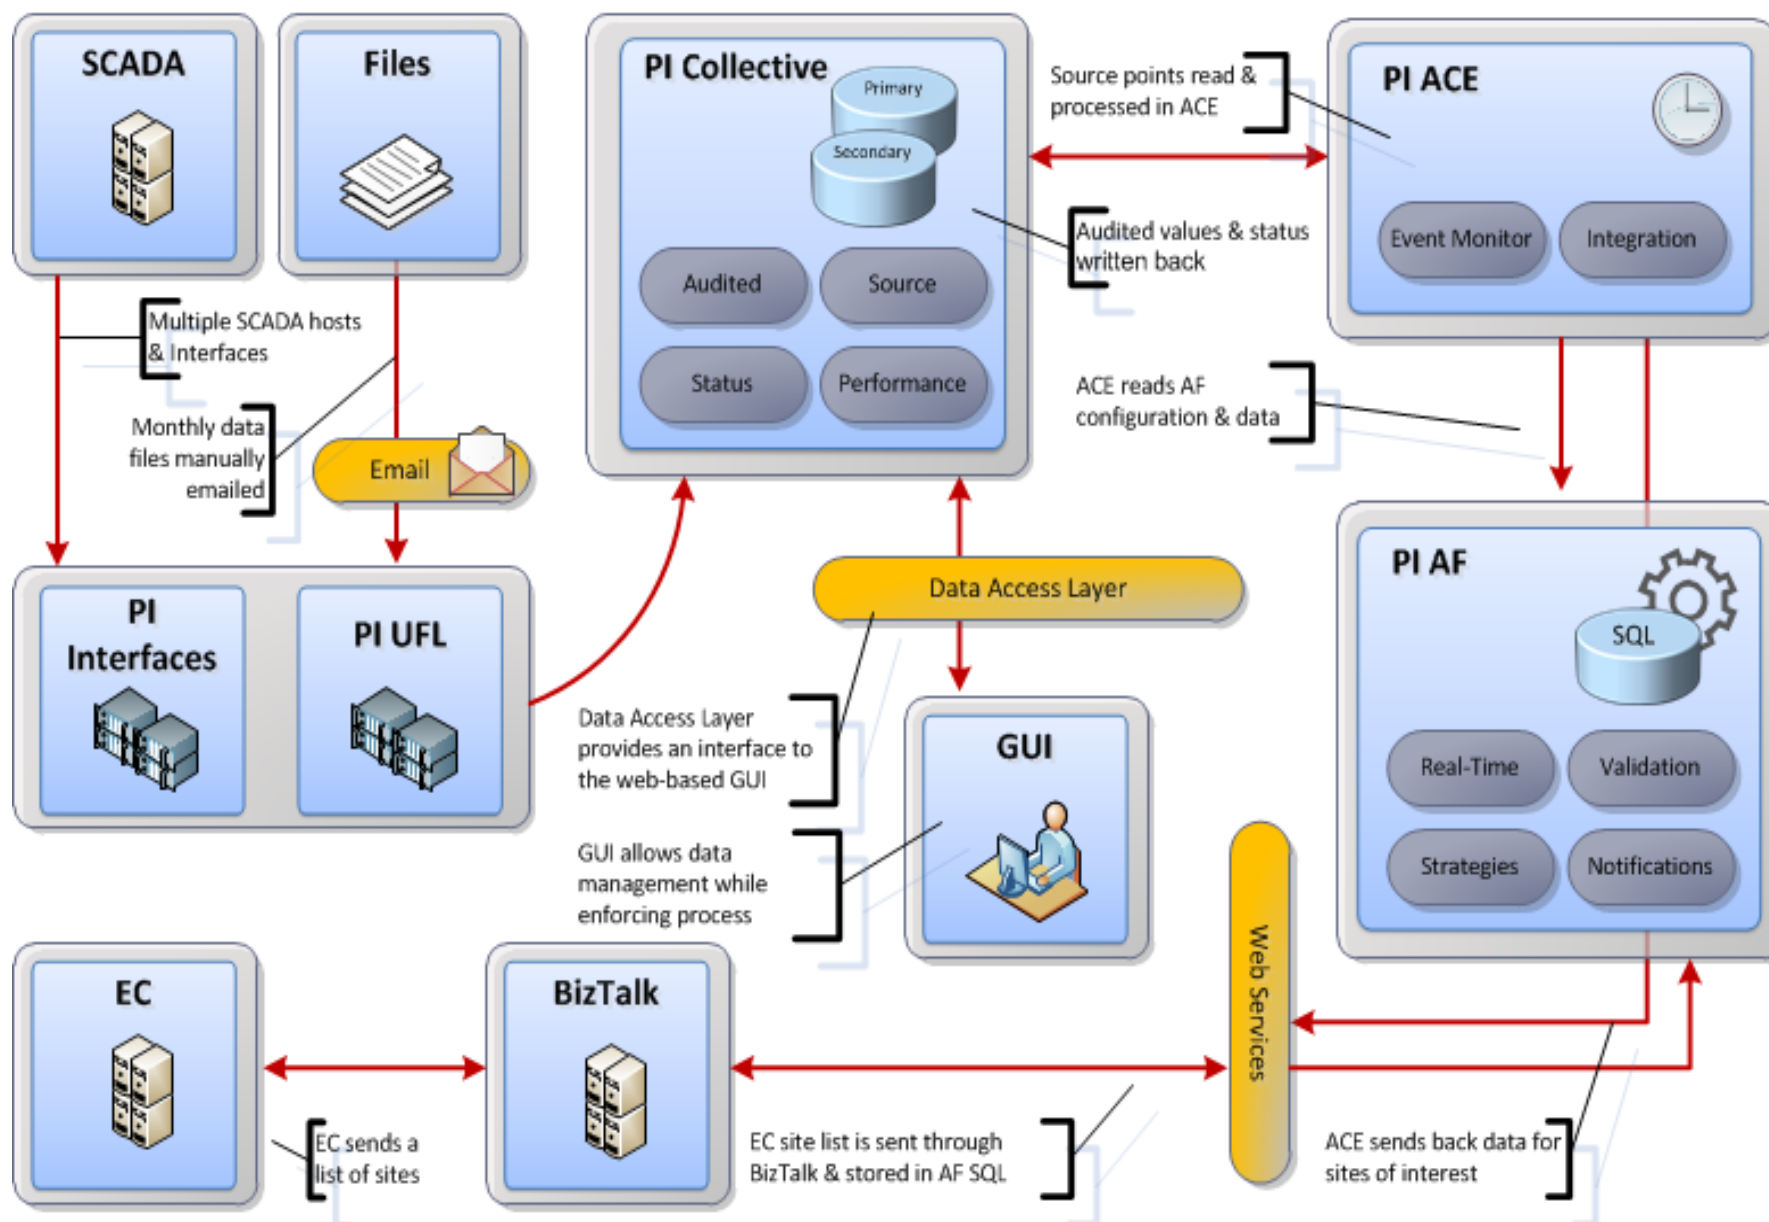 SCADA
Files
PI Collective
Primary
Secondary
Audited
Source
Status
Performance
Source points read &
processed in ACE
PI ACE
Event Monitor
Integration
Audited values & status
written back
Multiple SCADA hosts
& Interfaces
Monthly data
files manually
emailed
Email
ACE reads AF
configuration & data
PI
Interfaces
PI UFL
Data Access Layer
PI AF
SQL
Real-Time
Validation
Strategies
Notifications
Data Access Layer
provides an interface to
the web-based GUI
GUI
GUI allows data
management while
enforcing process
Web Services
EC
BizTalk
EC sends a
list of sites
EC site list is sent through
BizTalk & stored in AF SQL
ACE sends back data for
sites of interest